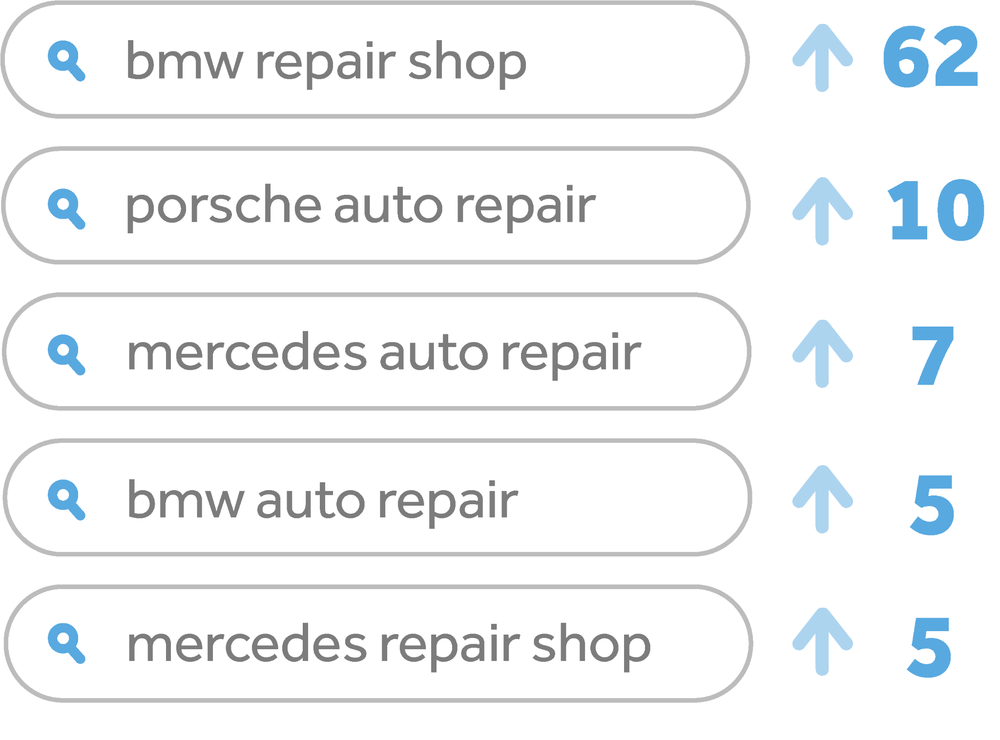 bmw repair shop 62
porsche auto repair 10
mercedes auto repair 7
bmw auto repair 5
mercedes repair shop 5